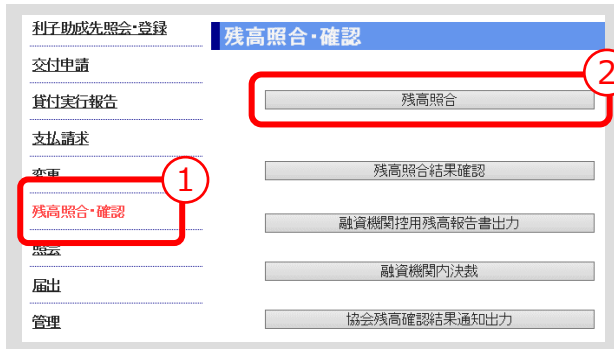 利子助成先照会・登録
交付申請
貸付実行報告
支払請求
変更
残高照合・確認
照会
届出
管理
残高照合・確認
残高照合
残高照合結果確認
融資機関控用残高報告書出力
融資機関内決裁
協会残高確認結果通知出力
1
2